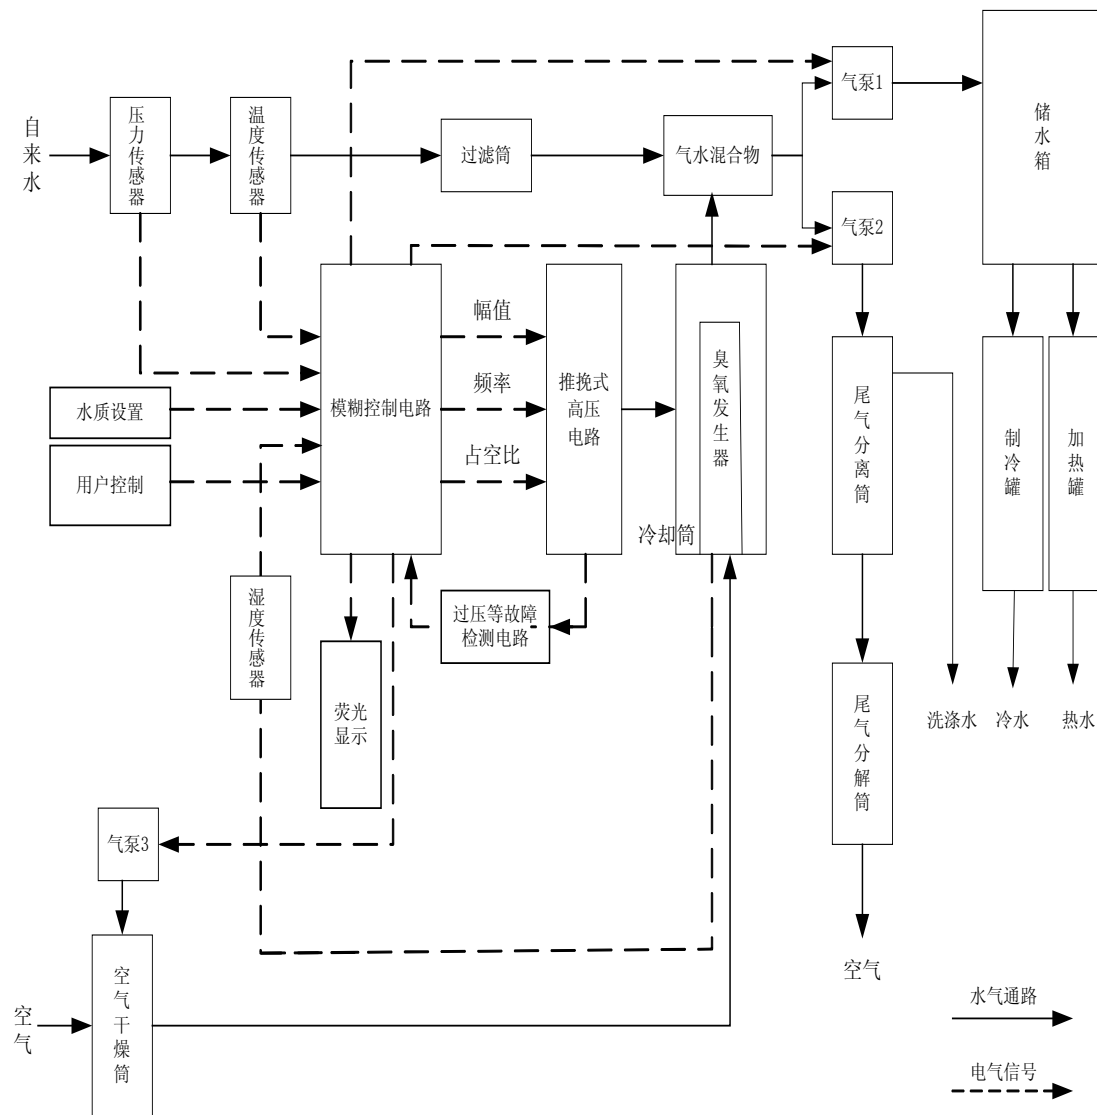 自来水
压力传感器
温度传感器
过滤筒
气水混合物
气泵1
储水箱
气泵2
幅值
频率
占空比
水质设置
用户控制
模糊控制电路
推挽式
高压
电路
臭氧发生器
冷却筒
尾气分离筒
制冷罐
加热罐
湿度传感器
过压等故障
检测电路
荧光
显示
尾气分解筒
洗涤水
冷水
热水
气泵3
空气
空气干燥筒
空气
水气通路
电气信号